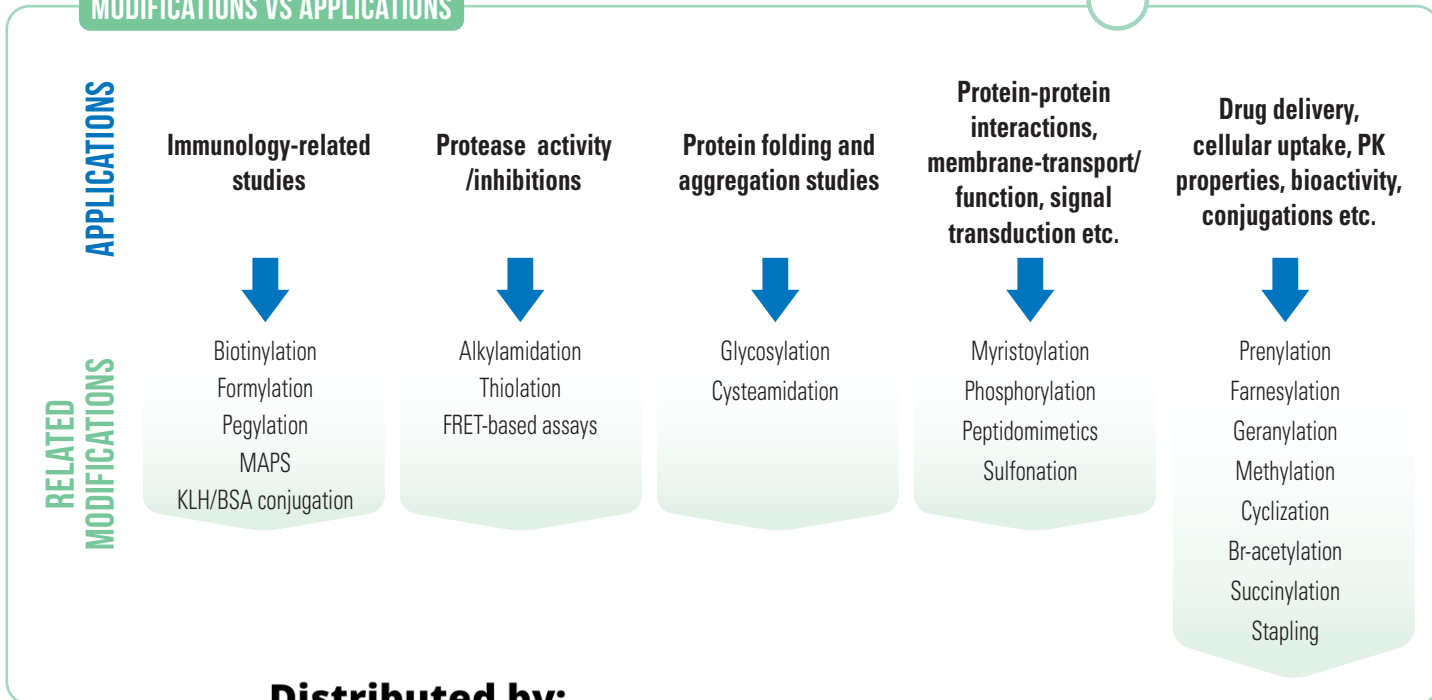 MODIFICATIONS VS APPLICATIONS
APPLICATIONS
Immunology-related
studies
Protease activity
/inhibitions
Protein folding and
aggregation studies
Protein-protein
interactions,
membrane-transport/
function, signal
transduction etc.
Drug delivery,
cellular uptake, PK
properties, bioactivity,
conjugations etc.
RELATED
MODIFICATIONS
Biotinylation
Formylation
Pegylation
MAPS
KLH/BSA conjugation
Alkylamidation
Thiolation
FRET-based assays
Glycosylation
Cysteamidation
Myristoylation
Phosphorylation
Peptidomimetics
Sulfonation
Prenylation
Farnesylation
Geranylation
Methylation
Cyclization
Br-acetylation
Succinylation
Stapling
Distributed by: